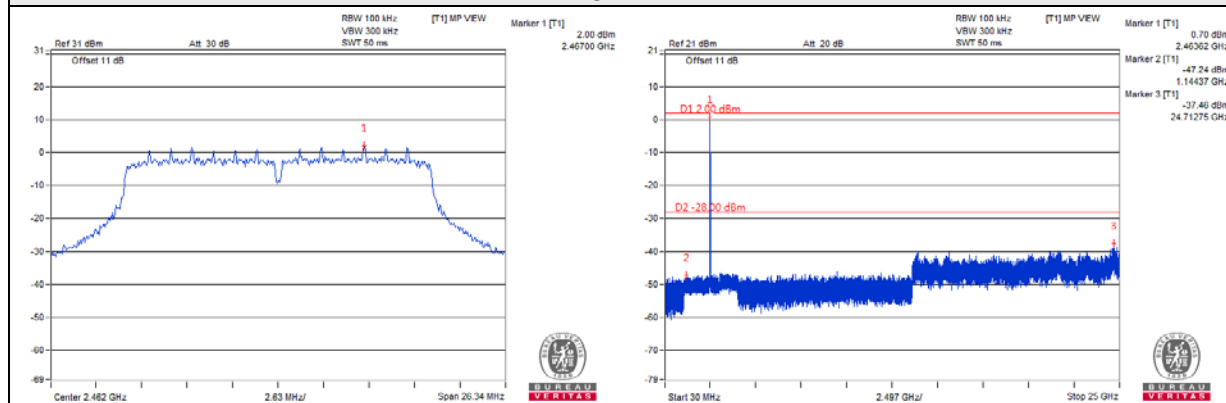 RBW 100 kHz
VBW 300 kHz
SWT 50 ms
[T1] MP VIEW
Marker 1 [T1]
2.00 dBm
2.46700 GHz
Ref 31 dBm
Att 30 dB
Offset 11 dB
31
20
10
0
-10
-20
-30
-40
-50
-60
-69
1
Center 2.462 GHz
2.63 MHz/
Span 26.34 MHz
BUREAU
VERITAS
RBW 100 kHz
VBW 300 kHz
SWT 50 ms
[T1] MP VIEW
Marker 1 [T1]
0.70 dBm
2.46362 GHz
Marker 2 [T1]
-47.24 dBm
1.14437 GHz
Marker 3 [T1]
-37.46 dBm
24.71275 GHz
Ref 21 dBm
Att 20 dB
Offset 11 dB
21
10
0
-10
-20
-30
-40
-50
-60
-70
-79
1
D1 2.00 dBm
D2 -28.00 dBm
2
3
Start 30 MHz
2.497 GHz/
Stop 25 GHz
BUREAU
VERITAS